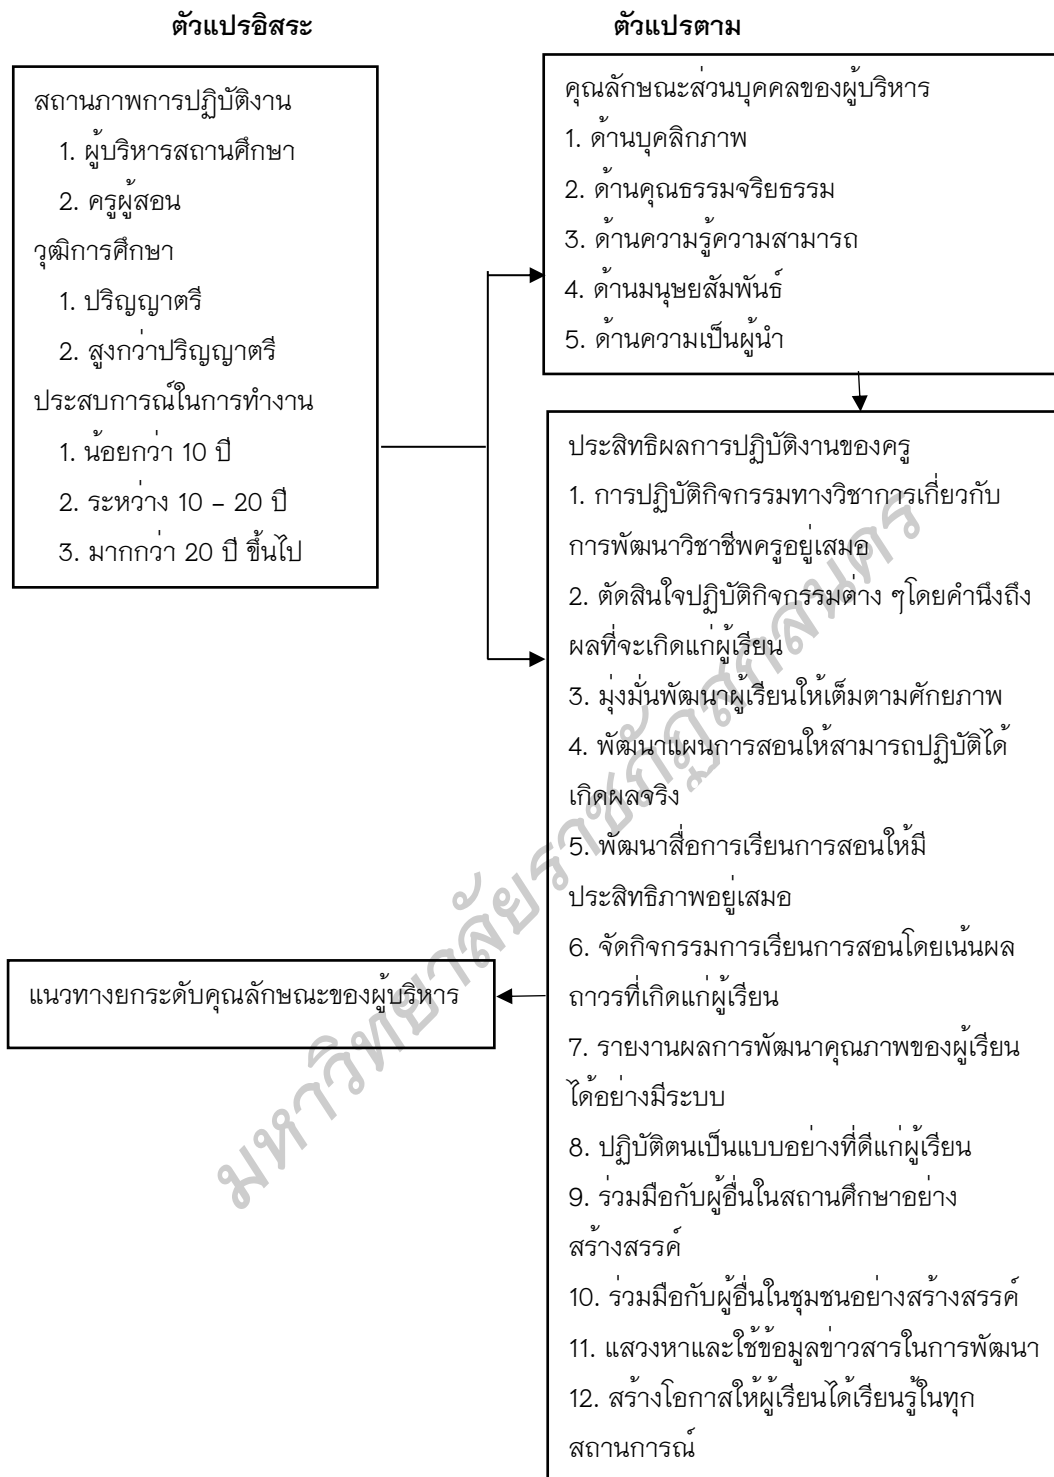 ตัวแปรอิสระ
ตัวแปรตาม
สถานภาพการปฏิบัติงาน
1. ผู้บริหารสถานศึกษา
2. ครูผู้สอน
วุฒิการศึกษา
1. ปริญญาตรี
2. สูงกว่าปริญญาตรี
ประสบการณ์ในการทำงาน
1. น้อยกว่า 10 ปี
2. ระหว่าง 10 – 20 ปี
3. มากกว่า 20 ปี ขึ้นไป
คุณลักษณะส่วนบุคคลของผู้บริหาร
1. ด้านบุคลิกภาพ
2. ด้านคุณธรรมจริยธรรม
3. ด้านความรู้ความสามารถ
4. ด้านมนุษยสัมพันธ์
5. ด้านความเป็นผู้นำ
ประสิทธิผลการปฏิบัติงานของครู
1. การปฏิบัติกิจกรรมทางวิชาการเกี่ยวกับ
การพัฒนาวิชาชีพครูอยู่เสมอ
2. ตัดสินใจปฏิบัติกิจกรรมต่าง ๆโดยคำนึงถึง
ผลที่จะเกิดแก่ผู้เรียน
3. มุ่งมั่นพัฒนาผู้เรียนให้เต็มตามศักยภาพ
4. พัฒนาแผนการสอนให้สามารถปฏิบัติได้
เกิดผลจริง
5. พัฒนาสื่อการเรียนการสอนให้มี
ประสิทธิภาพอยู่เสมอ
6. จัดกิจกรรมการเรียนการสอนโดยเน้นผล
ถาวรที่เกิดแก่ผู้เรียน
7. รายงานผลการพัฒนาคุณภาพของผู้เรียน
ได้อย่างมีระบบ
8. ปฏิบัติตนเป็นแบบอย่างที่ดีแก่ผู้เรียน
9. ร่วมมือกับผู้อื่นในสถานศึกษาอย่าง
สร้างสรรค์
10. ร่วมมือกับผู้อื่นในชุมชนอย่างสร้างสรรค์
11. แสวงหาและใช้ข้อมูลข่าวสารในการพัฒนา
12. สร้างโอกาสให้ผู้เรียนได้เรียนรู้ในทุก
สถานการณ์
แนวทางยกระดับคุณลักษณะของผู้บริหาร
มหาวิทยาลัยราชภัฏสกลนคร